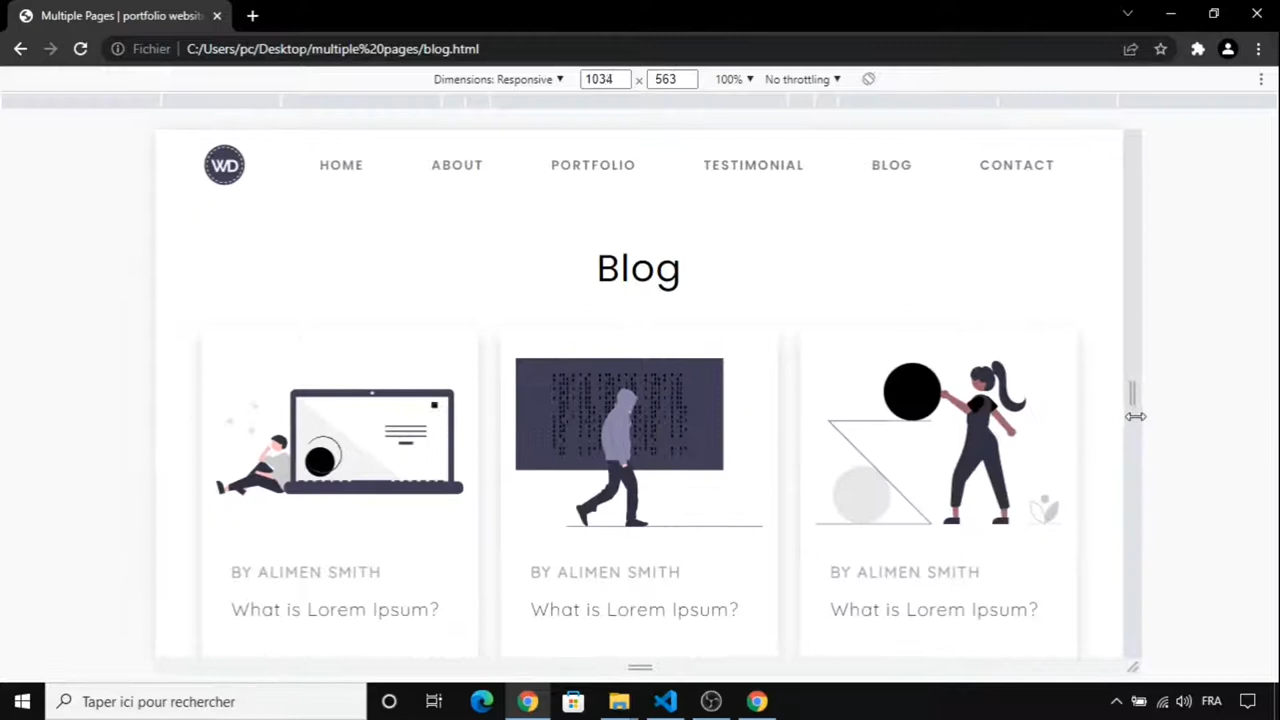 Multiple Pages | portfolio websit
Fichier C:/Users/pc/Desktop/multiple%20pages/blog.html
Dimensions: Responsive 1034 × 563 100% No throttling
WD HOME ABOUT PORTFOLIO TESTIMONIAL BLOG CONTACT
Blog
BY ALIMEN SMITH BY ALIMEN SMITH BY ALIMEN SMITH
What is Lorem Ipsum? What is Lorem Ipsum? What is Lorem Ipsum?
Taper ici pour rechercher FRA